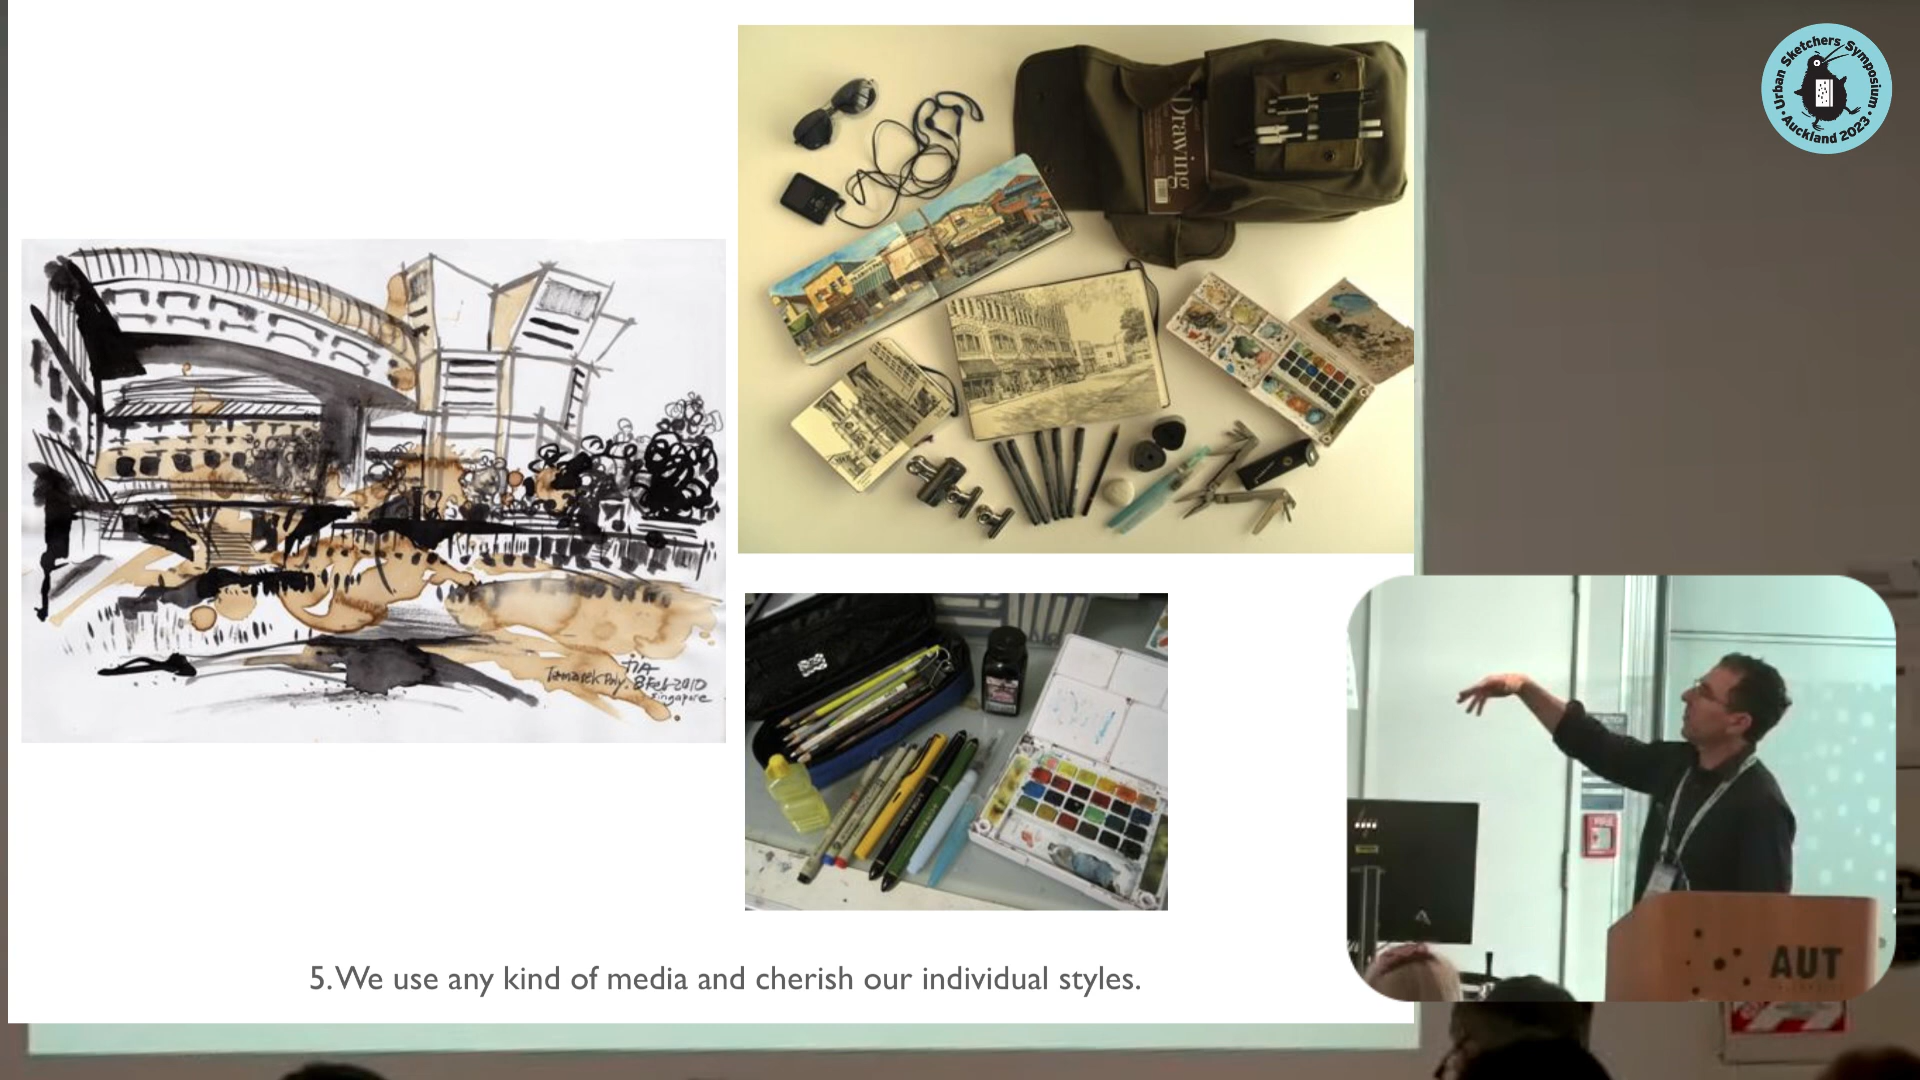 Urban Sketchers Symposium
Auckland 2023
Drawing
Temasek Poly. 8 Feb 2010
Singapore
5. We use any kind of media and cherish our individual styles.
AUT